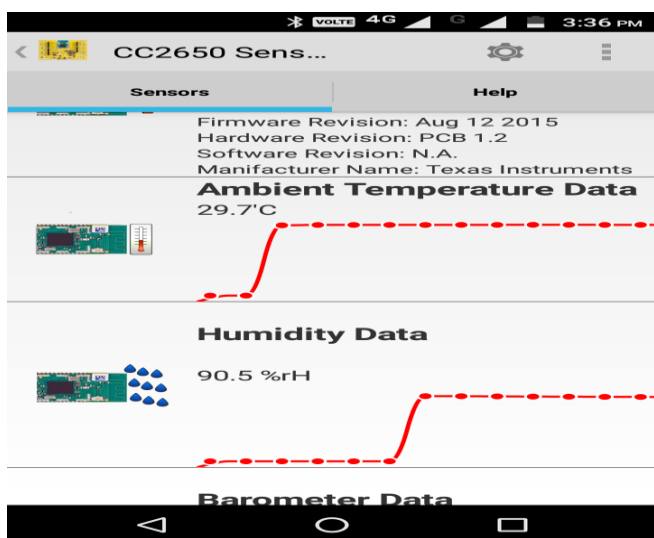 VOLTE 4G G 3:36 PM
CC2650 Sens...
Sensors Help
Firmware Revision: Aug 12 2015
Hardware Revision: PCB 1.2
Software Revision: N.A.
Manifacturer Name: Texas Instruments
Ambient Temperature Data
29.7'C
Humidity Data
90.5 %rH
Barometer Data